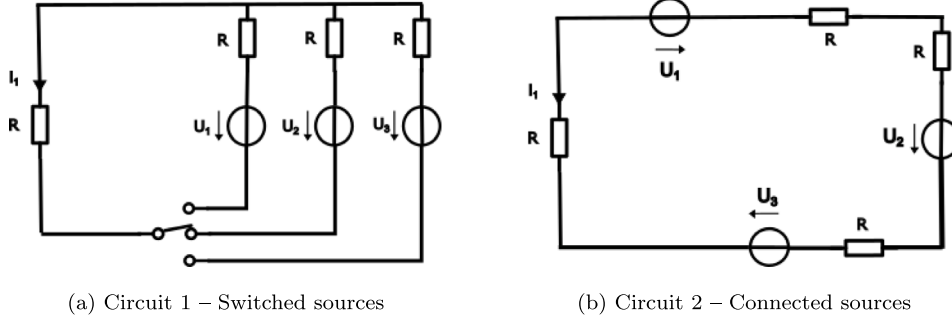 R R R
I₁
R U₁ U₂ U₃
R
U₁
R
I₁
R
U₂
U₃
R
(a) Circuit 1 – Switched sources
(b) Circuit 2 – Connected sources